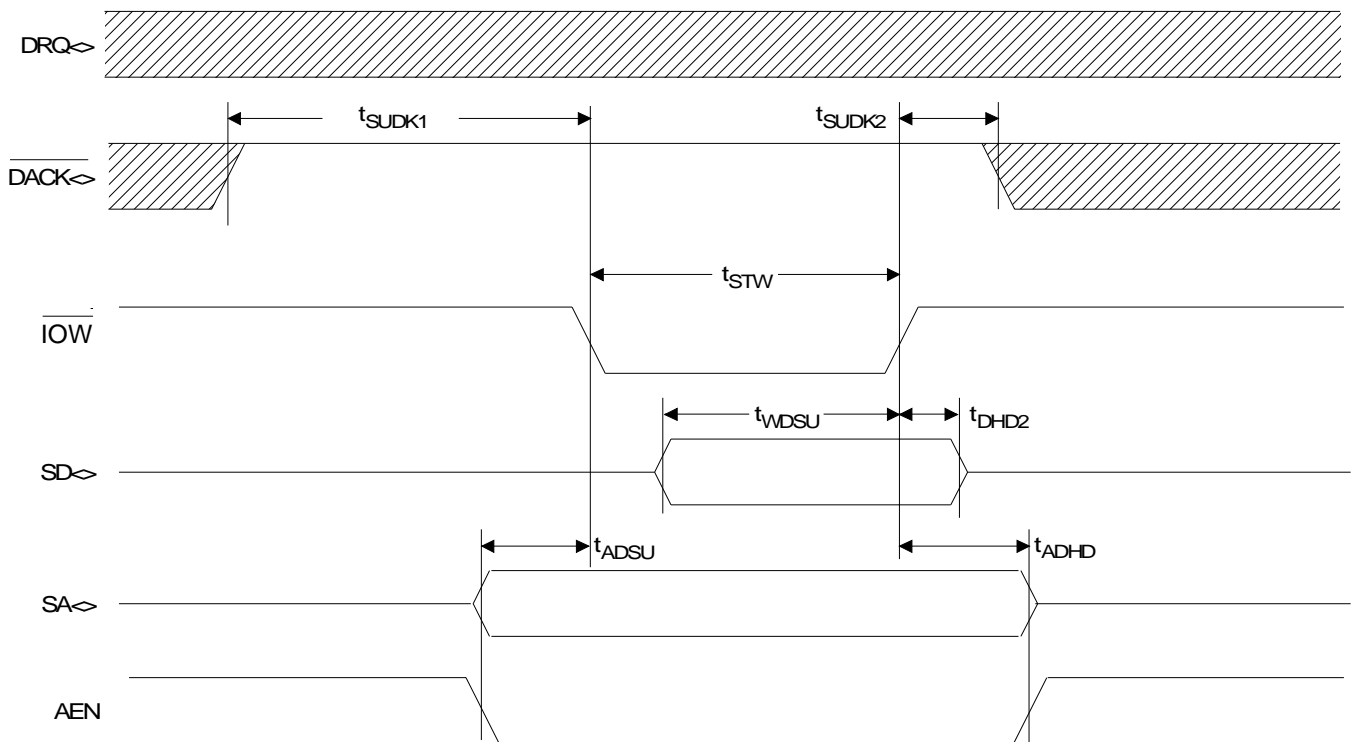 DRQ<>
tSUDK1
tSUDK2
DACK<>
tSTW
IOW
tWDSU
tDHD2
SD<>
tADSU
tADHD
SA<>
AEN